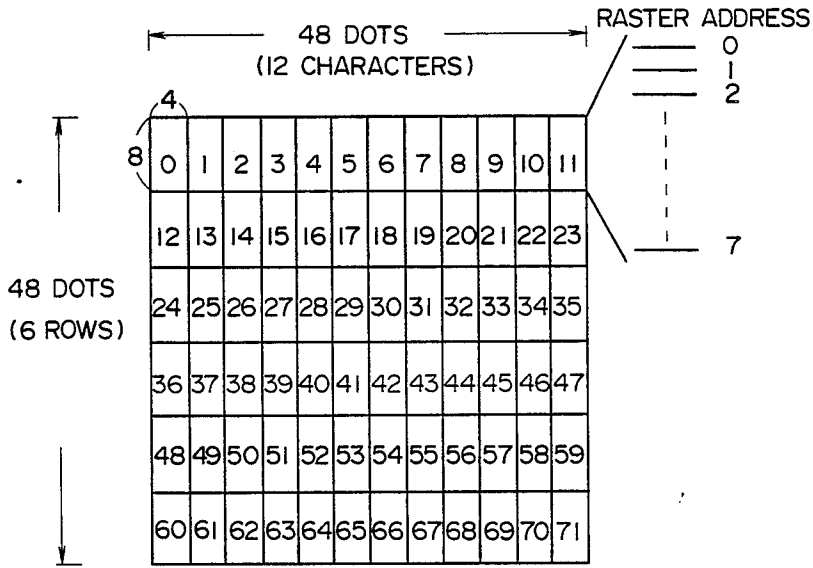 RASTER ADDRESS
48 DOTS
(12 CHARACTERS)
0
1
2
7
4
8
0 1 2 3 4 5 6 7 8 9 10 11
12 13 14 15 16 17 18 19 20 21 22 23
48 DOTS
(6 ROWS)
24 25 26 27 28 29 30 31 32 33 34 35
36 37 38 39 40 41 42 43 44 45 46 47
48 49 50 51 52 53 54 55 56 57 58 59
60 61 62 63 64 65 66 67 68 69 70 71